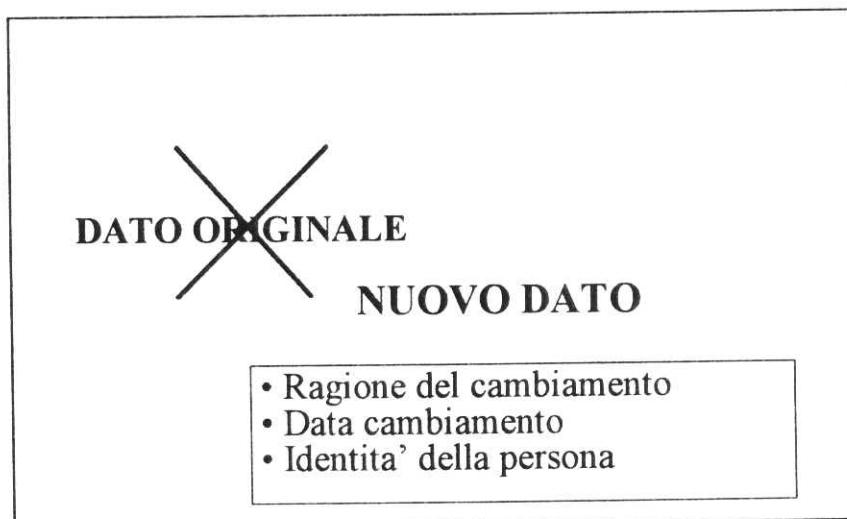 DATO ORIGINALE
NUOVO DATO
• Ragione del cambiamento
• Data cambiamento
• Identita’ della persona